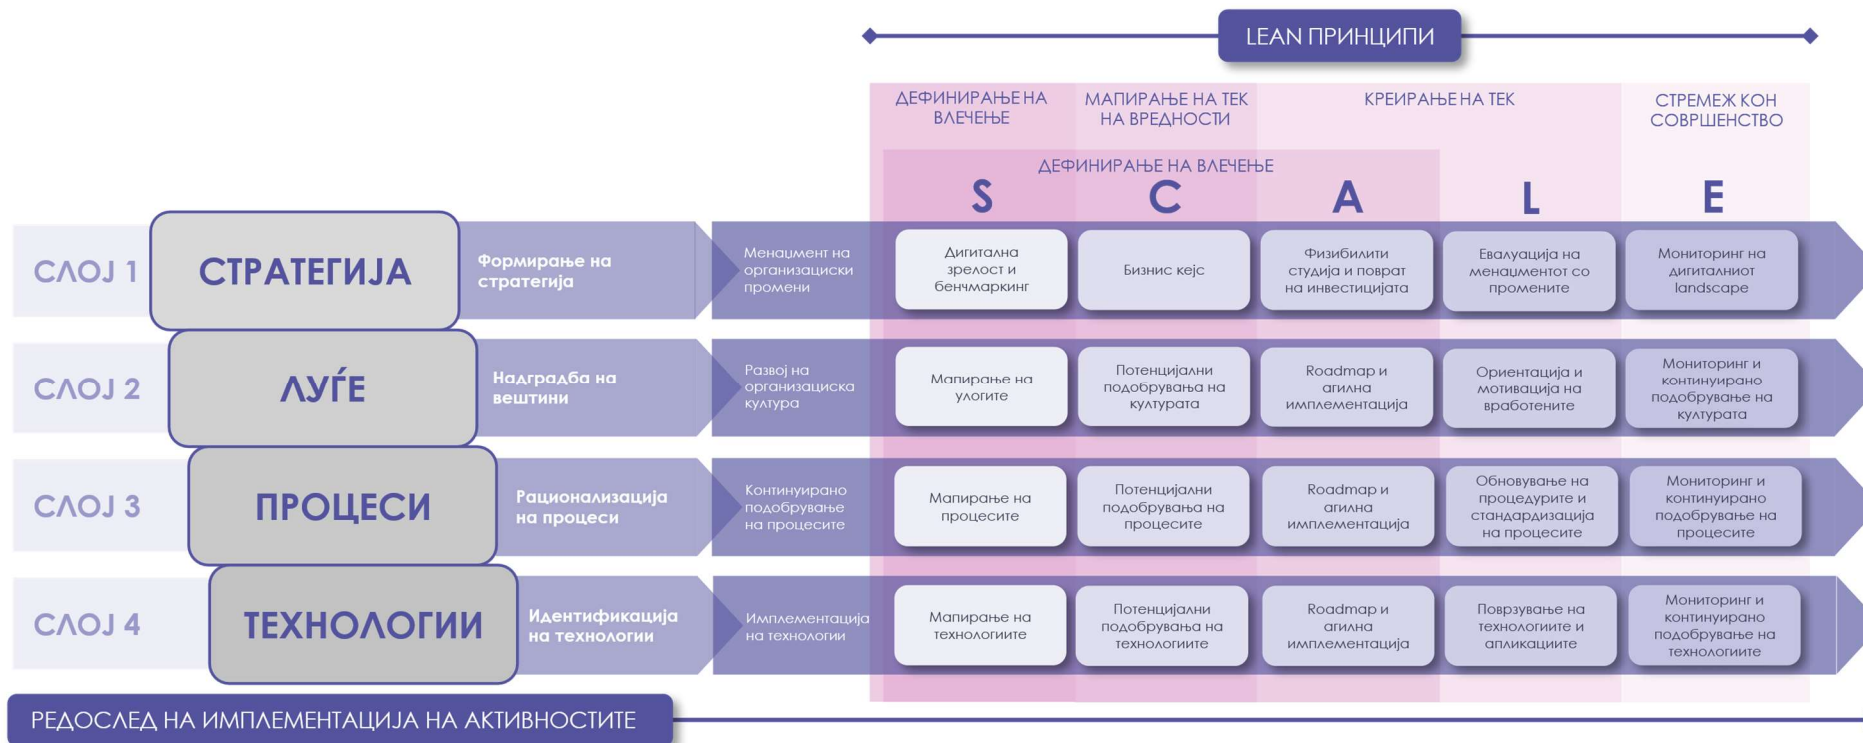 LEAN ПРИНЦИПИ
ДЕФИНИРАЊЕ НА
ВЛЕЧЕЊЕ
МАПИРАЊЕ НА ТЕК
НА ВРЕДНОСТИ
КРЕИРАЊЕ НА ТЕК
СТРЕМЕЖ КОН
СОВРШЕНСТВО
ДЕФИНИРАЊЕ НА ВЛЕЧЕЊЕ
S
C
A
L
E
СЛОЈ 1
СТРАТЕГИЈА
Формирање на
стратегија
Менаџмент на
организациски
промени
Дигитална
зрелост и
бенчмаркинг
Бизнис кејс
Физибилити
студија и поврат
на инвестицијата
Евалуација на
менаџментот со
промените
Мониторинг на
дигиталниот
landscape
СЛОЈ 2
ЛУЃЕ
Надградба на
вештини
Развој на
организациска
култура
Мапирање на
улогите
Потенцијални
подобрувања на
културата
Roadmap и
агилна
имплементација
Ориентација и
мотивација на
вработените
Мониторинг и
континуирано
подобрување на
културата
СЛОЈ 3
ПРОЦЕСИ
Рационализација
на процеси
Континуирано
подобрување
на процесите
Мапирање на
процесите
Потенцијални
подобрувања на
процесите
Roadmap и
агилна
имплементација
Обновување на
процедурите и
стандардизација
на процесите
Мониторинг и
континуирано
подобрување на
процесите
СЛОЈ 4
ТЕХНОЛОГИИ
Идентификација
на технологии
Имплементација
на технологии
Мапирање на
технологиите
Потенцијални
подобрувања на
технологиите
Roadmap и
агилна
имплементација
Поврзување на
технологиите и
апликациите
Мониторинг и
континуирано
подобрување на
технологиите
РЕДОСЛЕД НА ИМПЛЕМЕНТАЦИЈА НА АКТИВНОСТИТЕ